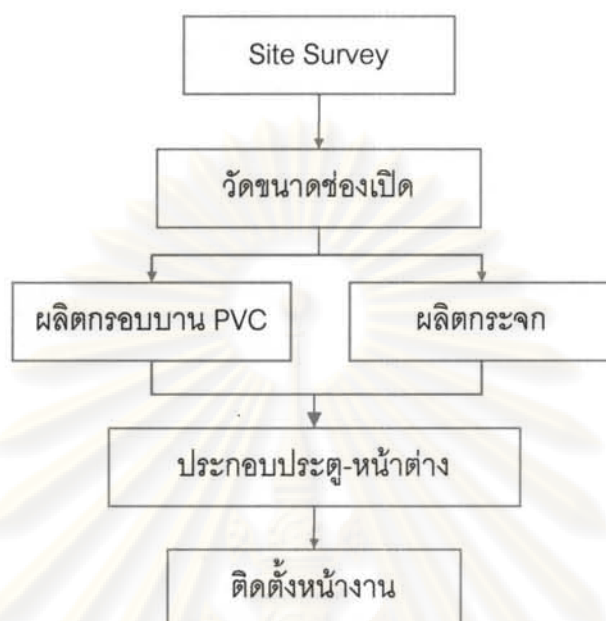 Site Survey
วัดขนาดช่องเปิด
ผลิตกรอบบาน PVC
ผลิตกระจก
ประกอบประตู-หน้าต่าง
ติดตั้งหน้างาน